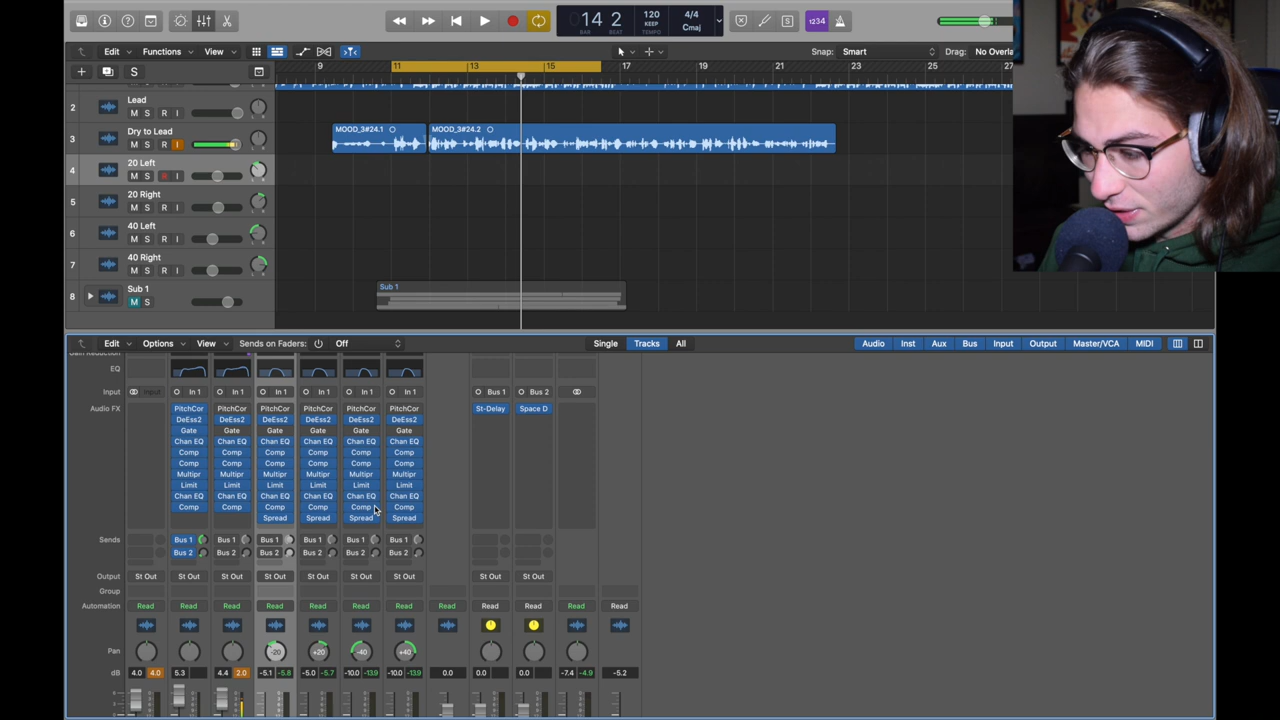 14 2 120 4/4 1234
BAR BEAT KEEP TEMPO Cmaj
Edit Functions View Snap: Smart Drag: No Overla
S 9 11 13 15 17 19 21 23 25 27
2 Lead
M S R I
3 Dry to Lead MOOD_3#24.1 MOOD_3#24.2
M S R I
4 20 Left
M S R I
5 20 Right
M S R I
6 40 Left
M S R I
7 40 Right
M S R I
8 Sub 1 Sub 1
M S
Edit Options View Sends on Faders: Off Single Tracks All Audio Inst Aux Bus Input Output Master/VCA MIDI
EQ
Input Input In 1 In 1 In 1 In 1 In 1 In 1 Bus 1 Bus 2
Audio FX PitchCor PitchCor PitchCor PitchCor PitchCor PitchCor St-Delay Space D
DeEss2 DeEss2 DeEss2 DeEss2 DeEss2 DeEss2
Gate Gate Gate Gate Gate Gate
Chan EQ Chan EQ Chan EQ Chan EQ Chan EQ Chan EQ
Comp Comp Comp Comp Comp Comp
Comp Comp Comp Comp Comp Comp
Multipr Multipr Multipr Multipr Multipr Multipr
Limit Limit Limit Limit Limit Limit
Chan EQ Chan EQ Chan EQ Chan EQ Chan EQ Chan EQ
Comp Comp Comp Comp Comp Comp
Spread Spread Spread Spread
Sends Bus 1 Bus 1 Bus 1 Bus 1 Bus 1 Bus 1
Bus 2 Bus 2 Bus 2 Bus 2 Bus 2 Bus 2
Output St Out St Out St Out St Out St Out St Out St Out St Out St Out
Group
Automation Read Read Read Read Read Read Read Read Read Read Read Read
Pan -20 +20 -40 +40
dB 4.0 4.0 5.3 4.4 2.0 -5.1 -5.8 -5.0 -5.7 -10.0 -13.9 -10.0 -13.9 0.0 0.0 0.0 -7.4 -4.9 -5.2